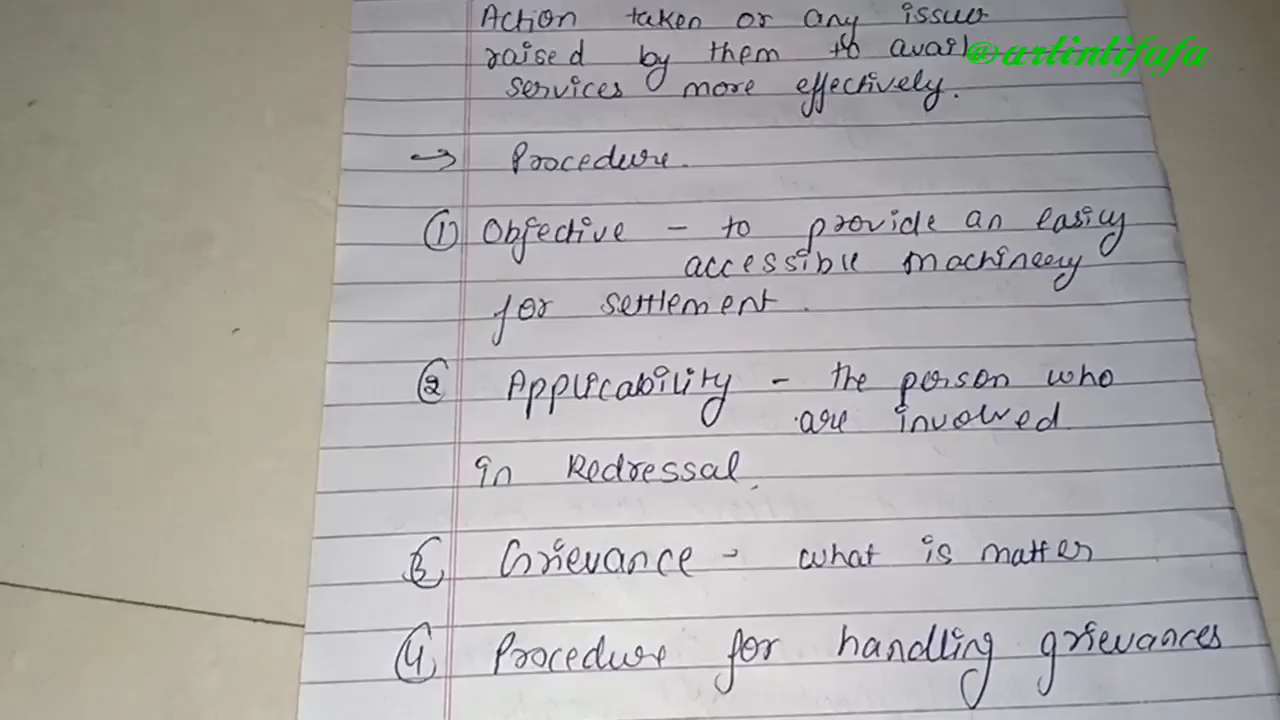 Action taken or any issue
raised by them to avail
@artinlifafa
services more effectively.
→ Procedure.
① Objective - to provide an easily
accessible machinery
for settlement.
② Applicability - the person who
are involved
in Redressal.
③ Grievance - what is matter
④ Procedure for handling grievances